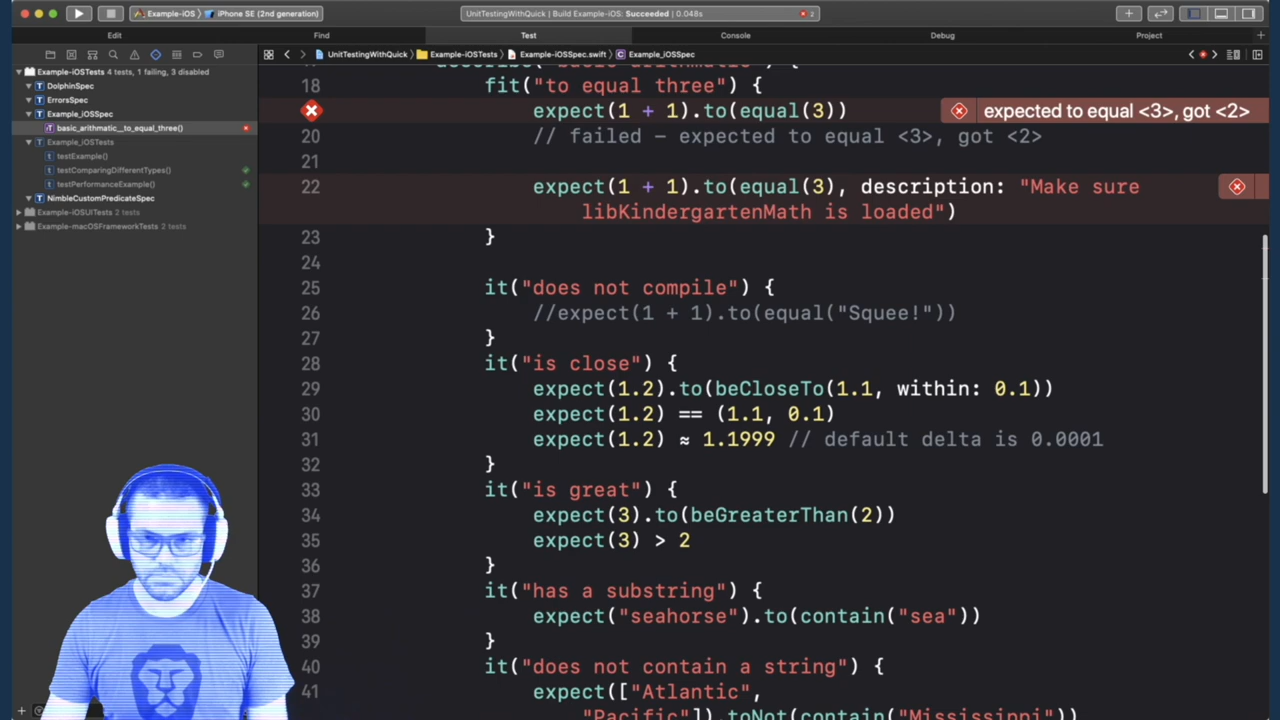 Example-iOS
iPhone SE (2nd generation)
UnitTestingWithQuick | Build Example-iOS: Succeeded | 0.048s
2
Edit
Find
Test
Console
Debug
Project
UnitTestingWithQuick
Example-iOSTests
Example-iOSSpec.swift
Example_iOSSpec
Example-iOSTests 4 tests, 1 failing, 3 disabled
T DolphinSpec
T ErrorsSpec
T Example_iOSSpec
basic_arithmatic__to_equal_three()
T Example_iOSTests
t testExample()
t testComparingDifferentTypes()
t testPerformanceExample()
T NimbleCustomPredicateSpec
Example-iOSUITests 2 tests
Example-macOSFrameworkTests 2 tests
18 fit("to equal three") {
expect(1 + 1).to(equal(3)) expected to equal <3>, got <2>
20 // failed – expected to equal <3>, got <2>
21
22 expect(1 + 1).to(equal(3), description: "Make sure
libKindergartenMath is loaded")
23 }
24
25 it("does not compile") {
26 //expect(1 + 1).to(equal("Squee!"))
27 }
28 it("is close") {
29 expect(1.2).to(beCloseTo(1.1, within: 0.1))
30 expect(1.2) == (1.1, 0.1)
31 expect(1.2) ≈ 1.1999 // default delta is 0.0001
32 }
33 it("is great") {
34 expect(3).to(beGreaterThan(2))
35 expect(3) > 2
36 }
37 it("has a substring") {
38 expect("seahorse").to(contain("sea"))
39 }
40 it("does not contain a string") {
41 expect(["Atlantic",
"Pacific"]).toNot(contain("Mississippi"))